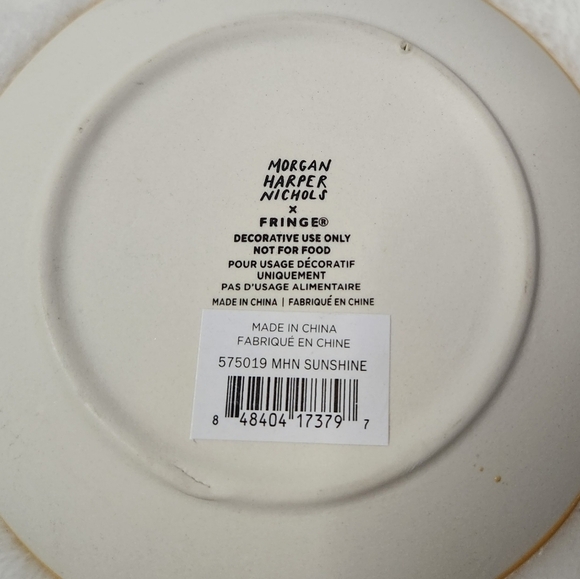 MORGAN
HARPER
NICHOLS
x
FRINGE®
DECORATIVE USE ONLY
NOT FOR FOOD
POUR USAGE DÉCORATIF
UNIQUEMENT
PAS D'USAGE ALIMENTAIRE
MADE IN CHINA | FABRIQUÉ EN CHINE
MADE IN CHINA
FABRIQUÉ EN CHINE
575019 MHN SUNSHINE
8 48404 17379 7